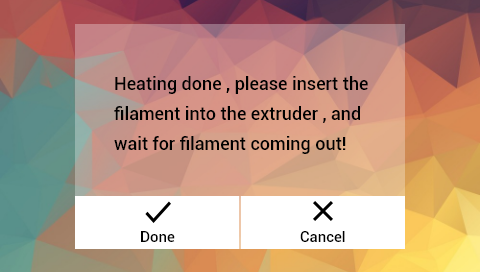 Heating done , please insert the
filament into the extruder , and
wait for filament coming out!
Done
Cancel